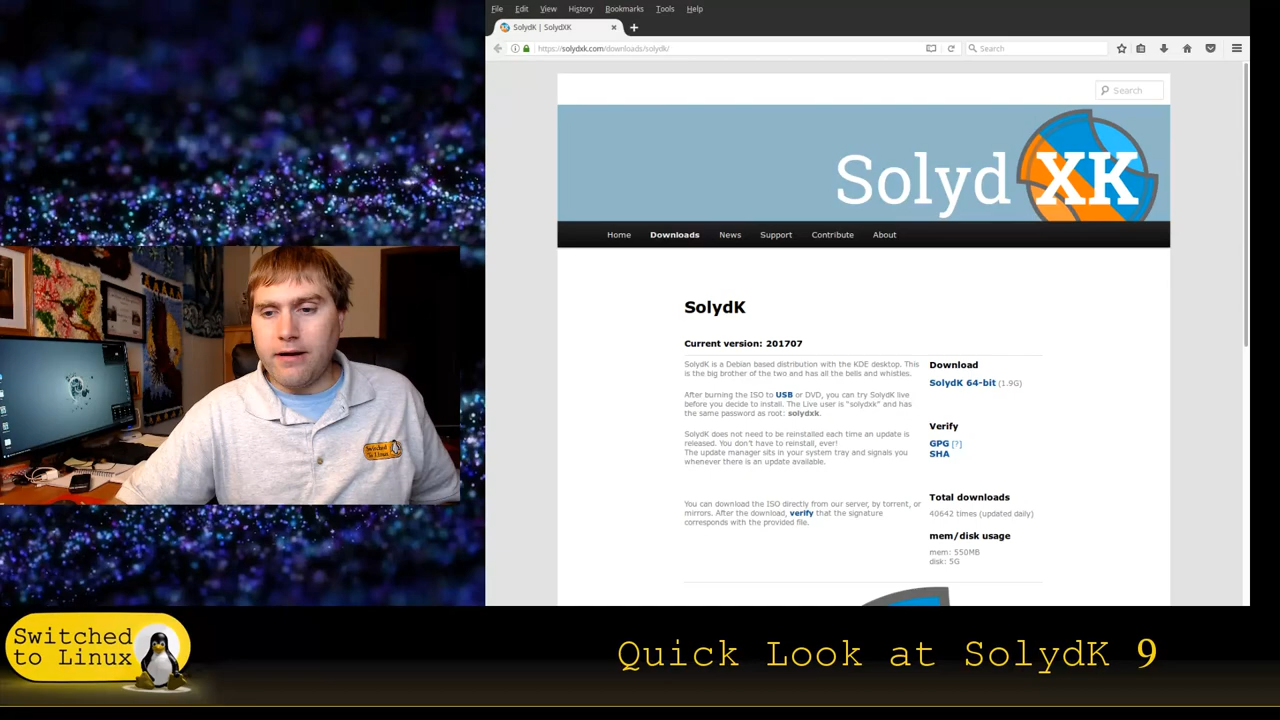 File Edit View History Bookmarks Tools Help
SolydK | SolydXK
https://solydxk.com/downloads/solydk/
Search
Search
Solyd XK
Home Downloads News Support Contribute About
SolydK
Current version: 201707
SolydK is a Debian based distribution with the KDE desktop. This
is the big brother of the two and has all the bells and whistles.
After burning the ISO to USB or DVD, you can try SolydK live
before you decide to install. The Live user is "solydxk" and has
the same password as root: solydxk.
SolydK does not need to be reinstalled each time an update is
released. You don't have to reinstall, ever!
The update manager sits in your system tray and signals you
whenever there is an update available.
You can download the ISO directly from our server, by torrent, or
mirrors. After the download, verify that the signature
corresponds with the provided file.
Download
SolydK 64-bit (1.9G)
Verify
GPG [?]
SHA
Total downloads
40642 times (updated daily)
mem/disk usage
mem: 550MB
disk: 5G
Switched
to Linux
Switched
to Linux
Quick Look at SolydK 9